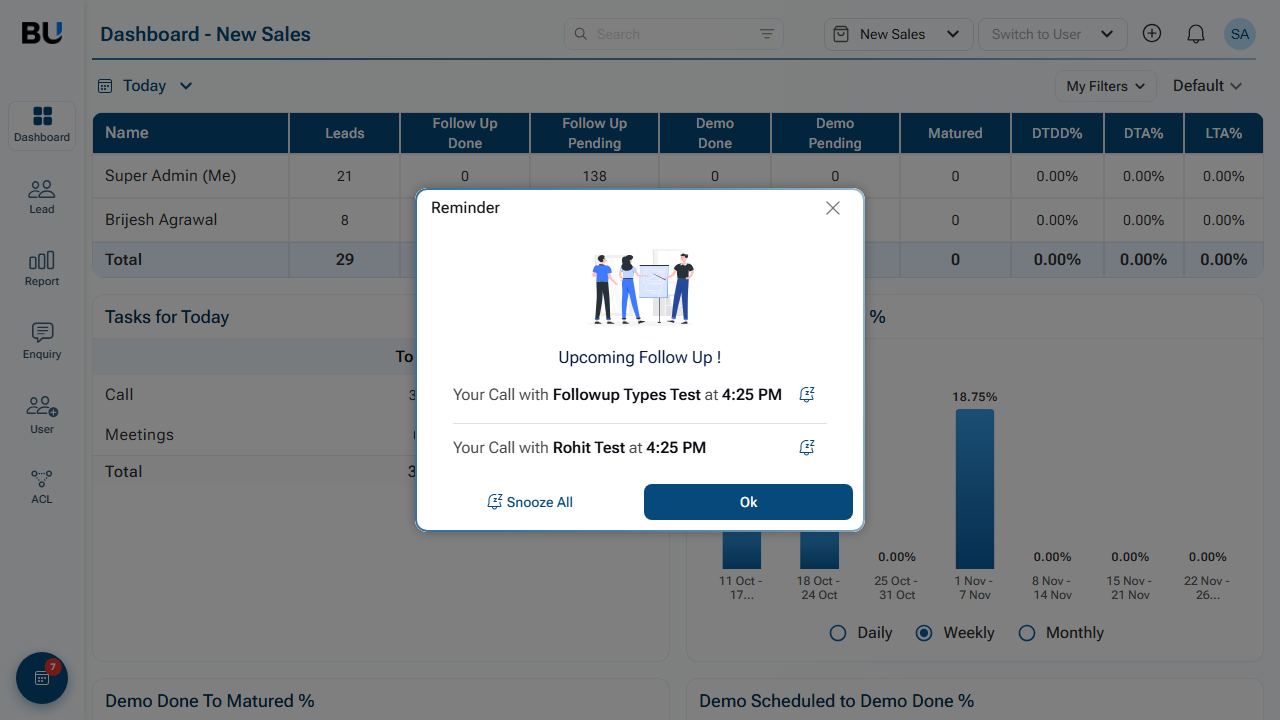 BU
Dashboard - New Sales
Search
New Sales
Switch to User
SA
Today
My Filters
Default
Dashboard
Lead
Report
Enquiry
User
ACL
7
Name Leads Follow Up Done Follow Up Pending Demo Done Demo Pending Matured DTDD% DTA% LTA%
Super Admin (Me) 21 0 138 0 0 0 0.00% 0.00% 0.00%
Brijesh Agrawal 8 0 0.00% 0.00% 0.00%
Total 29 0 0.00% 0.00% 0.00%
Reminder
Upcoming Follow Up !
Your Call with Followup Types Test at 4:25 PM
Your Call with Rohit Test at 4:25 PM
Snooze All
Ok
Tasks for Today
To
Call
Meetings
Total
%
18.75%
0.00% 0.00% 0.00% 0.00%
11 Oct - 17... 18 Oct - 24 Oct 25 Oct - 31 Oct 1 Nov - 7 Nov 8 Nov - 14 Nov 15 Nov - 21 Nov 22 Nov - 26...
Daily Weekly Monthly
Demo Done To Matured %
Demo Scheduled to Demo Done %